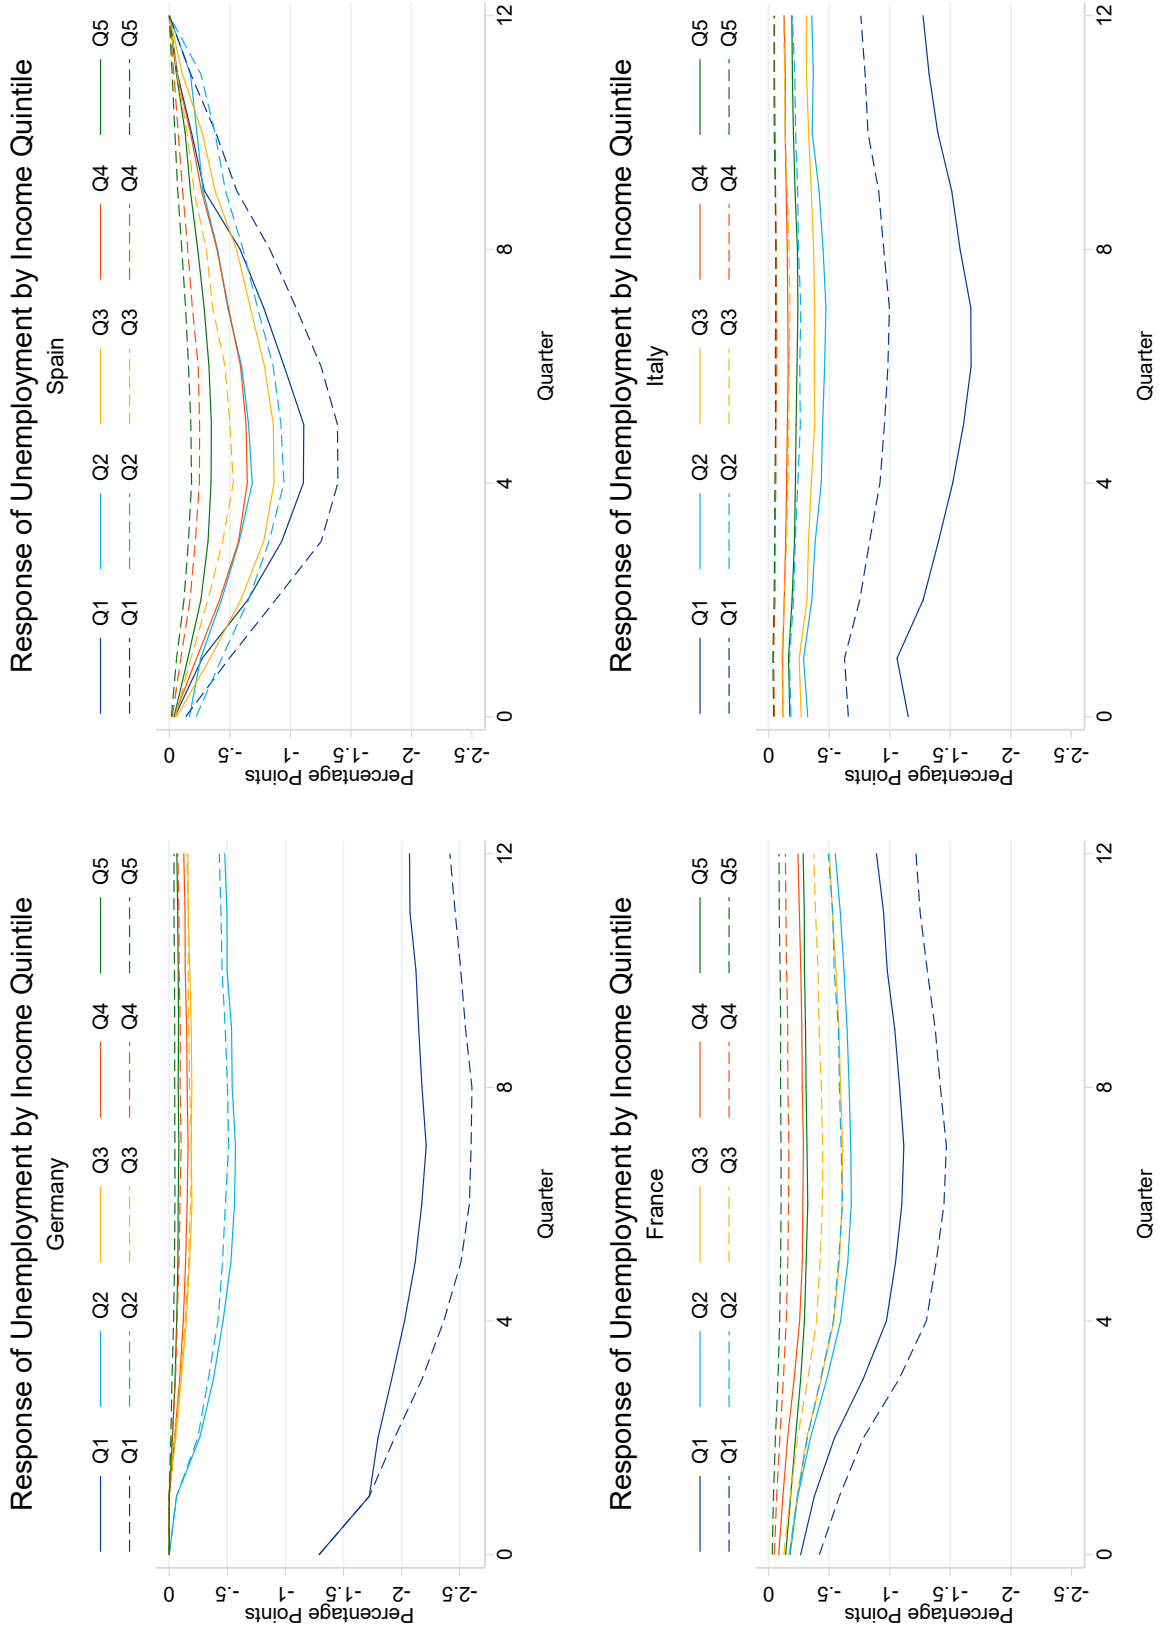 Response of Unemployment by Income Quintile
Germany
Q1 Q2 Q3 Q4 Q5
Q1 Q2 Q3 Q4 Q5
0
-.5
-1
-1.5
-2
-2.5
Percentage Points
0 4 8 12
Quarter
Response of Unemployment by Income Quintile
Spain
Q1 Q2 Q3 Q4 Q5
Q1 Q2 Q3 Q4 Q5
0
-.5
-1
-1.5
-2
-2.5
Percentage Points
0 4 8 12
Quarter
Response of Unemployment by Income Quintile
France
Q1 Q2 Q3 Q4 Q5
Q1 Q2 Q3 Q4 Q5
0
-.5
-1
-1.5
-2
-2.5
Percentage Points
0 4 8 12
Quarter
Response of Unemployment by Income Quintile
Italy
Q1 Q2 Q3 Q4 Q5
Q1 Q2 Q3 Q4 Q5
0
-.5
-1
-1.5
-2
-2.5
Percentage Points
0 4 8 12
Quarter